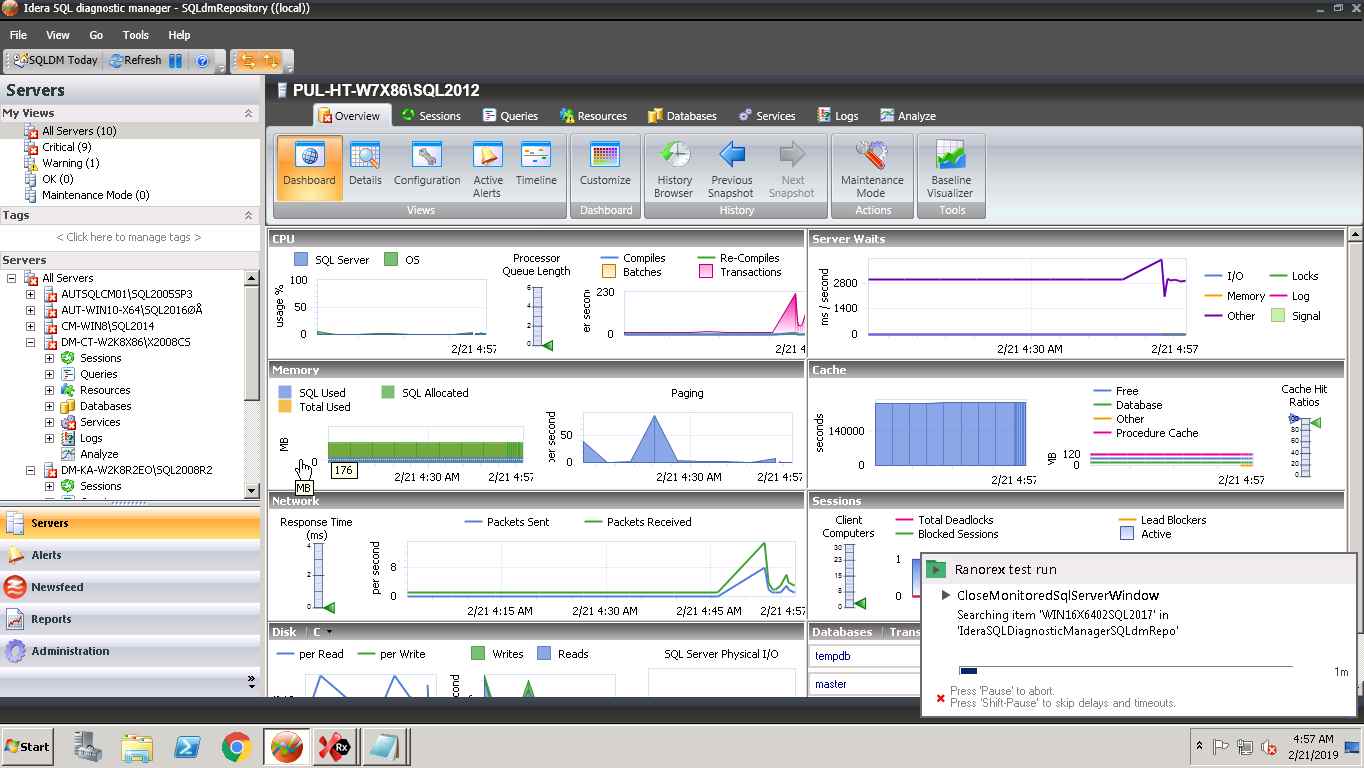 Idera SQL diagnostic manager - SQLdmRepository ((local))
File View Go Tools Help
SQLDM Today Refresh
Servers
My Views
All Servers (10)
Critical (9)
Warning (1)
OK (0)
Maintenance Mode (0)
Tags
< Click here to manage tags >
Servers
All Servers
AUTSQLCM01\SQL2005SP3
AUT-WIN10-X64\SQL2016ØÅ
CM-WIN8\SQL2014
DM-CT-W2K8X86\X2008CS
Sessions
Queries
Resources
Databases
Services
Logs
Analyze
DM-KA-W2K8R2EO\SQL2008R2
Sessions
Servers
Alerts
Newsfeed
Reports
Administration
PUL-HT-W7X86\SQL2012
Overview Sessions Queries Resources Databases Services Logs Analyze
Dashboard Details Configuration Active Alerts Timeline
Views
Customize
Dashboard
History Browser Previous Snapshot Next Snapshot
History
Maintenance Mode
Actions
Baseline Visualizer
Tools
CPU
SQL Server OS
usage %
100
50
0
2/21 4:57
Processor Queue Length
6
4
2
0
Compiles Re-Compiles
Batches Transactions
er second
230
0
2/21 4
Server Waits
ms / second
2800
1400
0
2/21 4:30 AM 2/21 4:57
I/O Locks
Memory Log
Other Signal
Memory
SQL Used SQL Allocated
Total Used
MB
0
176
MB
2/21 4:30 AM 2/21 4:57
Paging
per second
50
0
2/21 4:30 AM 2/21 4:57
Cache
seconds
140000
0
2/21 4:57
Free
Database
Other
Procedure Cache
MB
120
0
2/21 4:57
Cache Hit Ratios
100
80
60
40
20
0
Network
Response Time (ms)
4
2
0
Packets Sent Packets Received
per second
8
0
2/21 4:15 AM 2/21 4:30 AM 2/21 4:45 AM 2/21 4:57
Sessions
Client Computers
30
23
15
8
0
Total Deadlocks Lead Blockers
Blocked Sessions Active
1
0
Disk C
per Read per Write Writes Reads SQL Server Physical I/O
second
Databases Trans
tempdb
master
Ranorex test run
CloseMonitoredSqlServerWindow
Searching item 'WIN16X6402SQL2017' in
'IderaSQLDiagnosticManagerSQLdmRepo'
1m
Press 'Pause' to abort.
Press 'Shift-Pause' to skip delays and timeouts.
Start
Rx
4:57 AM
2/21/2019